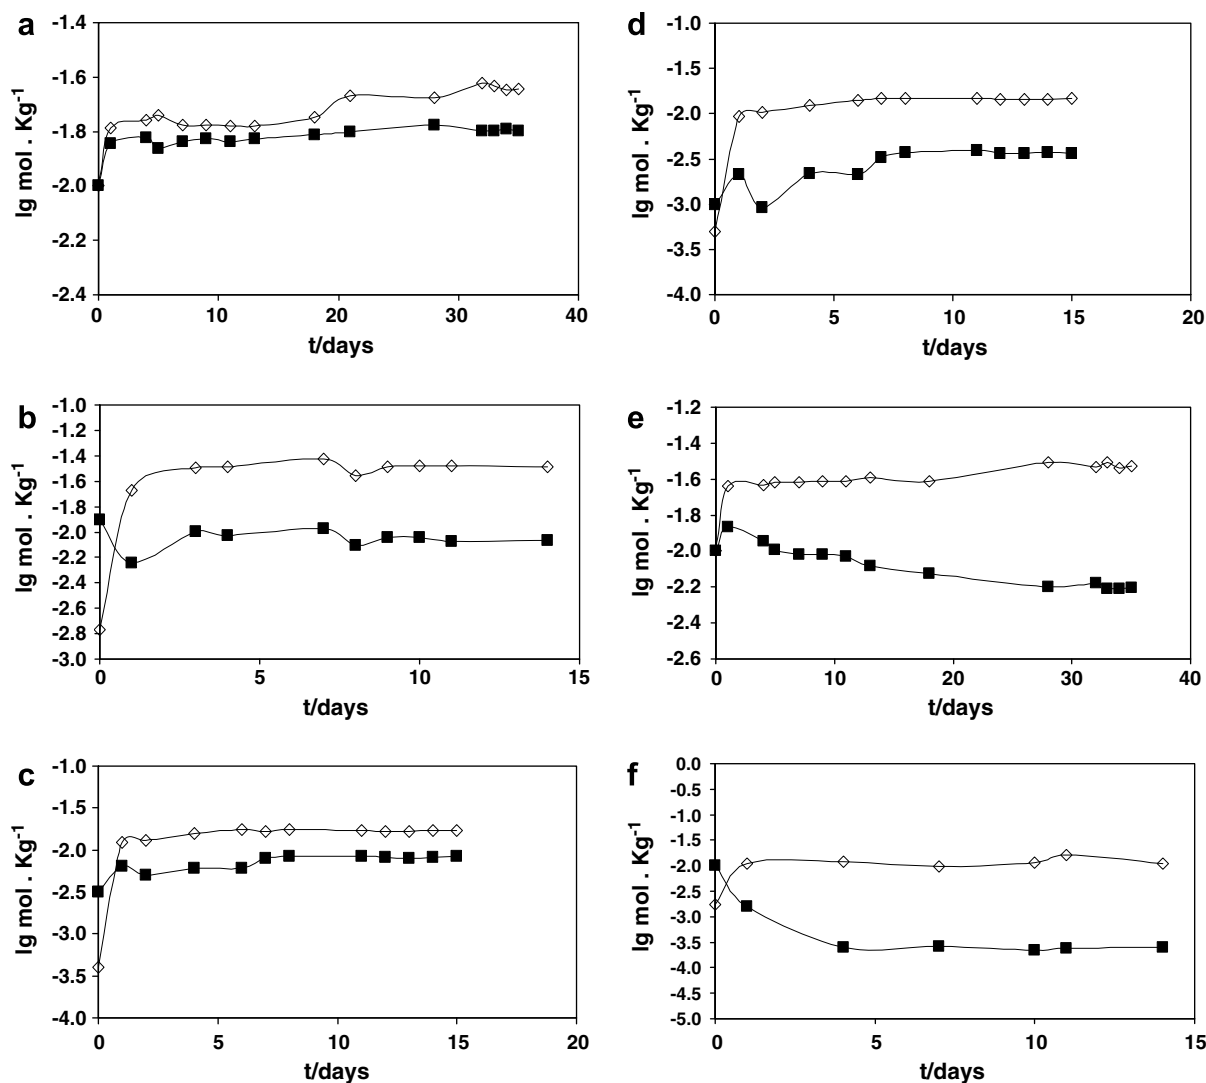 a
-1.4
-1.6
-1.8
-2.0
-2.2
-2.4
lg mol . Kg-1
0 10 20 30 40
t/days
d
-1.0
-1.5
-2.0
-2.5
-3.0
-3.5
-4.0
lg mol . Kg-1
0 5 10 15 20
t/days
b
-1.0
-1.2
-1.4
-1.6
-1.8
-2.0
-2.2
-2.4
-2.6
-2.8
-3.0
lg mol . Kg-1
0 5 10 15
t/days
e
-1.2
-1.4
-1.6
-1.8
-2.0
-2.2
-2.4
-2.6
lg mol . Kg-1
0 10 20 30 40
t/days
c
-1.0
-1.5
-2.0
-2.5
-3.0
-3.5
-4.0
lg mol . Kg-1
0 5 10 15 20
t/days
f
0.0
-0.5
-1.0
-1.5
-2.0
-2.5
-3.0
-3.5
-4.0
-4.5
-5.0
lg mol . Kg-1
0 5 10 15
t/days